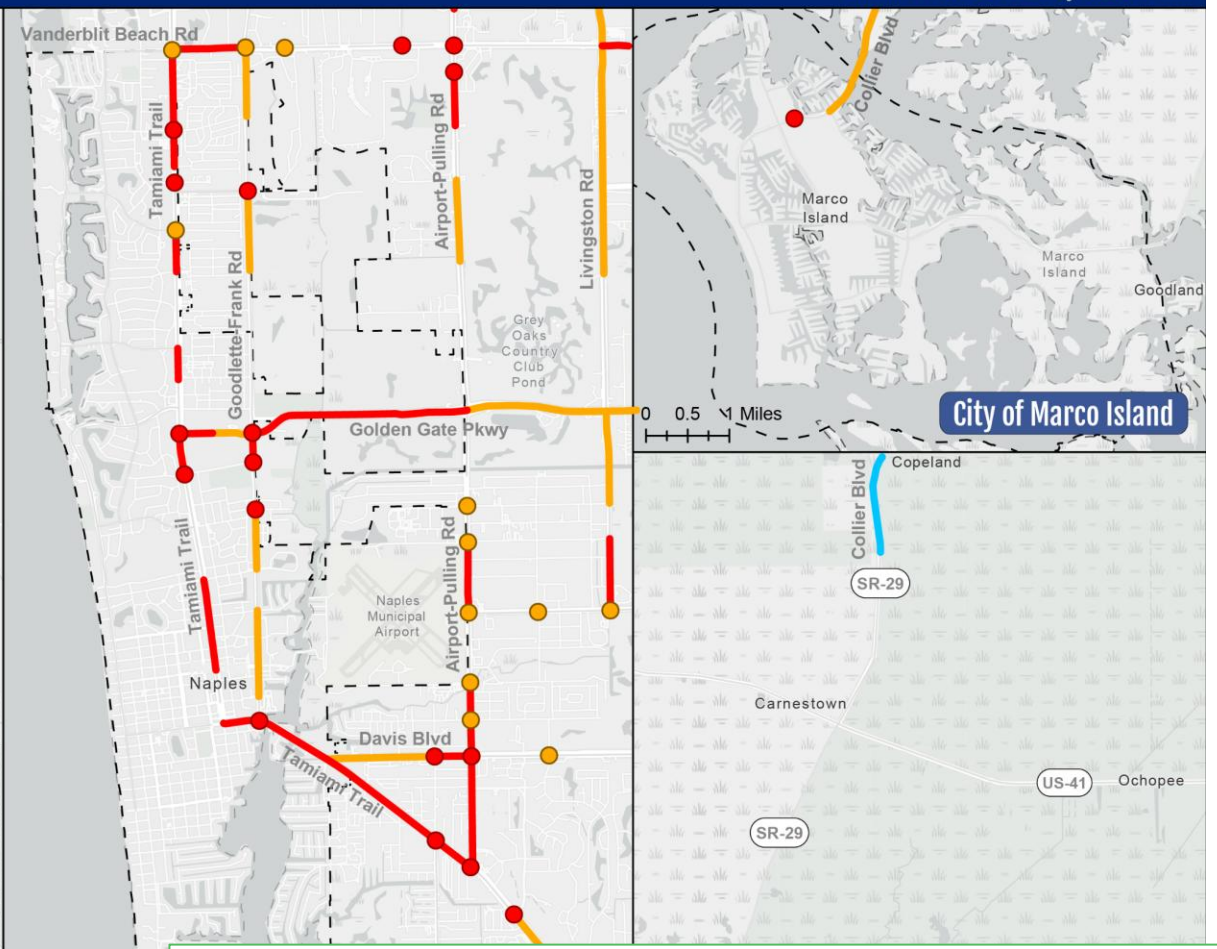 Vanderblit Beach Rd
Tamiami Trail
Goodlette-Frank Rd
Airport-Pulling Rd
Livingston Rd
Grey
Oaks
Country
Club
Pond
Golden Gate Pkwy
Tamiami Trail
Airport-Pulling Rd
Naples
Municipal
Airport
Naples
Davis Blvd
Tamiami Trail
Collier Blvd
Marco
Island
Marco
Island
Goodland
0 0.5 1 Miles
City of Marco Island
Copeland
Collier Blvd
SR-29
Carnestown
US-41
Ochopee
SR-29